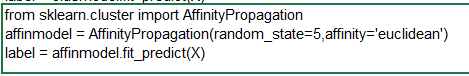 from sklearn.cluster import AffinityPropagation
affinmodel = AffinityPropagation(random_state=5,affinity='euclidean')
label = affinmodel.fit_predict(X)